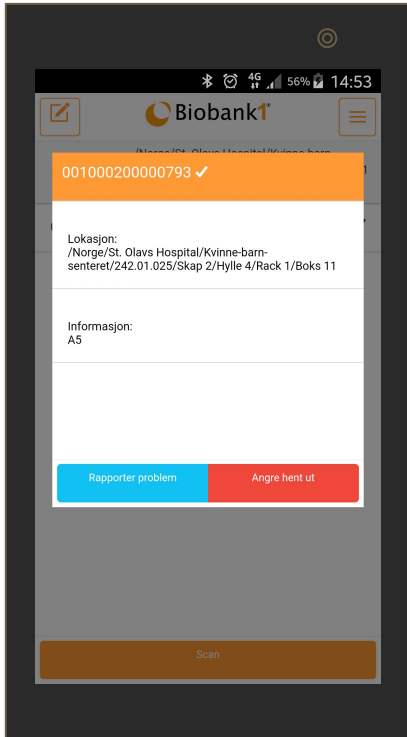 4G 56% 14:53
Biobank1®
/Norge/St. Olavs Hospital/Kvinne-barn-
001000200000793
1
Lokasjon:
/Norge/St. Olavs Hospital/Kvinne-barn-
senteret/242.01.025/Skap 2/Hylle 4/Rack 1/Boks 11
Informasjon:
A5
Rapporter problem Angre hent ut
Scan